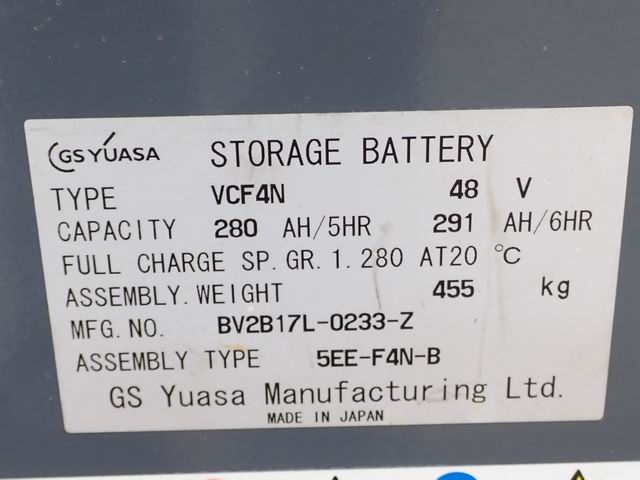 GS YUASA STORAGE BATTERY
TYPE VCF4N 48 V
CAPACITY 280 AH/5HR 291 AH/6HR
FULL CHARGE SP.GR.1.280 AT20 ℃
ASSEMBLY.WEIGHT 455 kg
MFG.NO. BV2B17L-0233-Z
ASSEMBLY TYPE 5EE-F4N-B
GS Yuasa Manufacturing Ltd.
MADE IN JAPAN